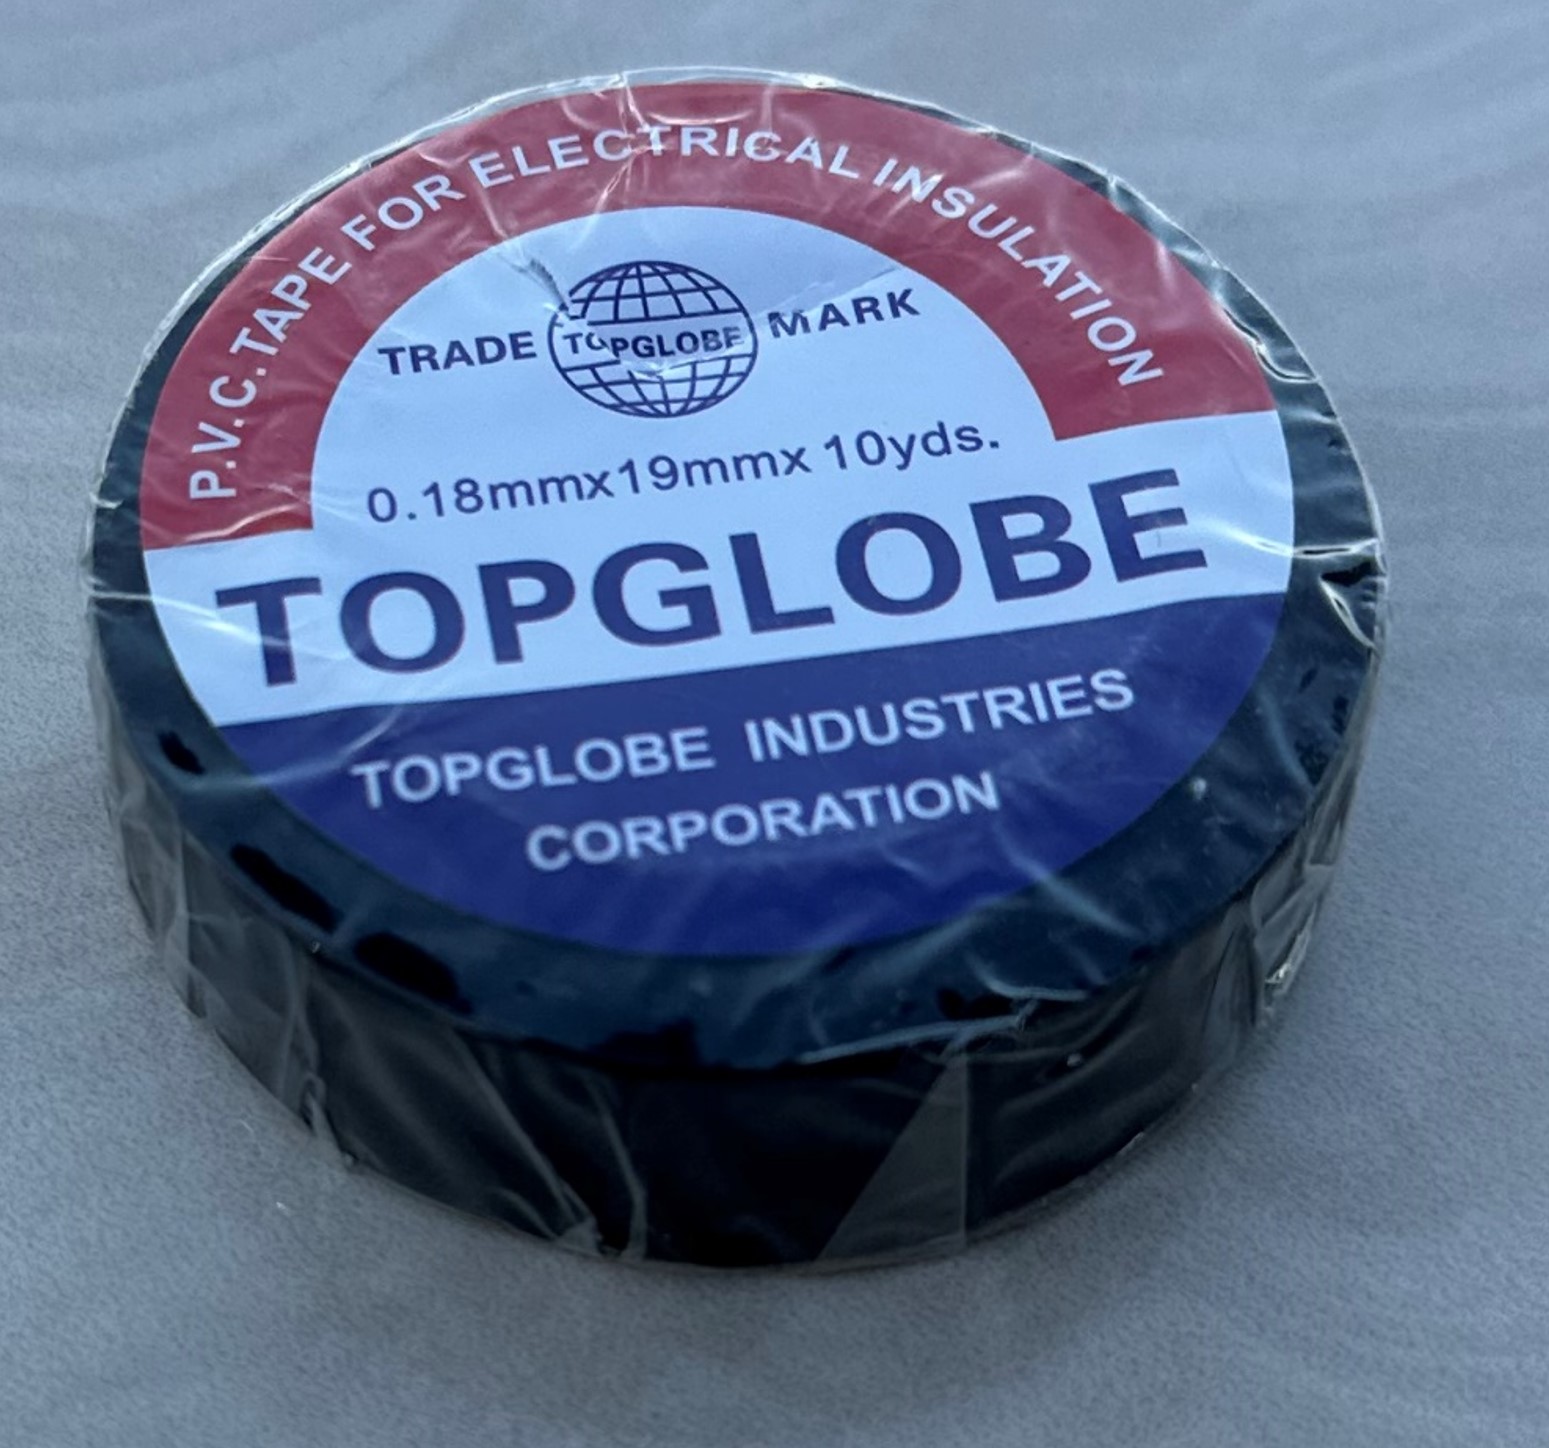 P.V.C. TAPE FOR ELECTRICAL INSULATION
TRADE TOPGLOBE MARK
0.18mmx19mmx 10yds.
TOPGLOBE
TOPGLOBE INDUSTRIES
CORPORATION